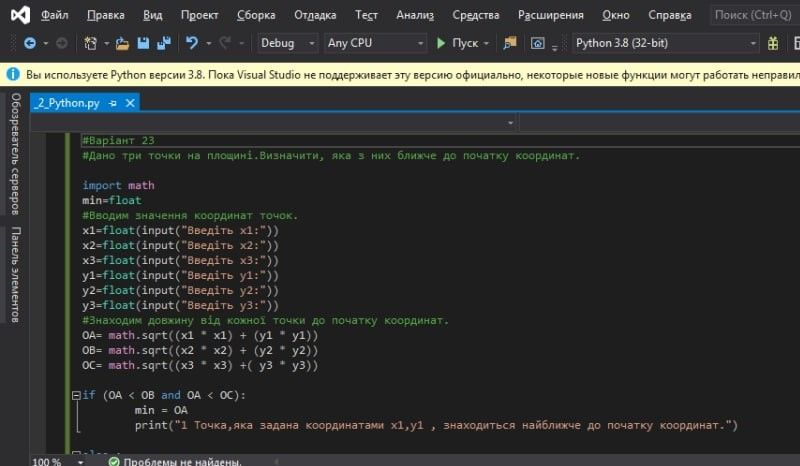 Файл Правка Вид Проект Сборка Отладка Тест Анализ Средства Расширения Окно Справка Поиск (Ctrl+Q)
Debug Any CPU Пуск Python 3.8 (32-bit)
Вы используете Python версии 3.8. Пока Visual Studio не поддерживает эту версию официально, некоторые новые функции могут работать неправил
Обозреватель серверов
Панель элементов
_2_Python.py
#Варіант 23
#Дано три точки на площині.Визначити, яка з них ближче до початку координат.
import math
min=float
#Вводим значення координат точок.
x1=float(input("Введіть x1:"))
x2=float(input("Введіть x2:"))
x3=float(input("Введіть x3:"))
y1=float(input("Введіть y1:"))
y2=float(input("Введіть y2:"))
y3=float(input("Введіть y3:"))
#Знаходим довжину від кожної точки до початку координат.
OA= math.sqrt((x1 * x1) + (y1 * y1))
OB= math.sqrt((x2 * x2) + (y2 * y2))
OC= math.sqrt((x3 * x3) +( y3 * y3))
if (OA < OB and OA < OC):
min = OA
print("1 Точка,яка задана координатами x1,y1 , знаходиться найближче до початку координат.")
else :
100 % Проблемы не найдены.